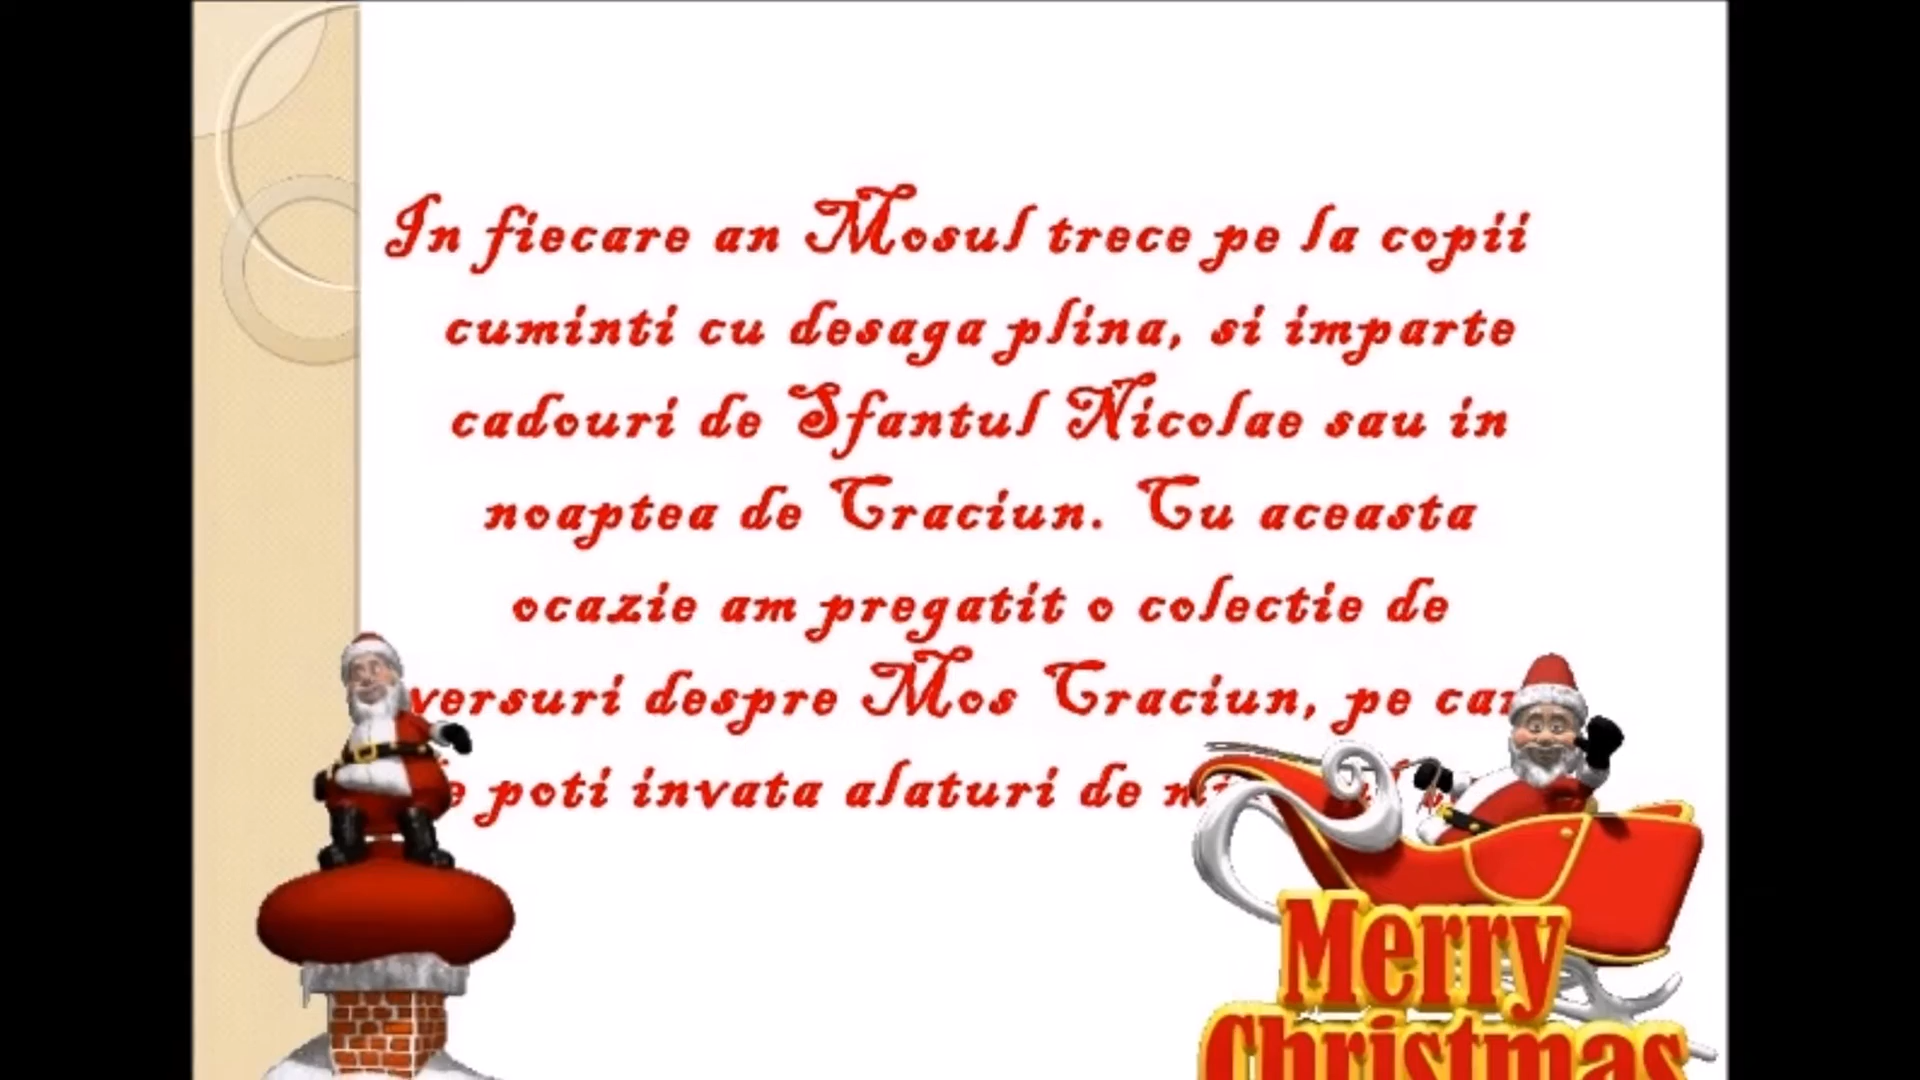 In fiecare an Mosul trece pe la copii
cuminti cu desaga plina, si imparte
cadouri de Sfantul Nicolae sau in
noaptea de Craciun. Cu aceasta
ocazie am pregatit o colectie de
versuri despre Mos Craciun, pe
poti invata alaturi de
Merry
Christmas